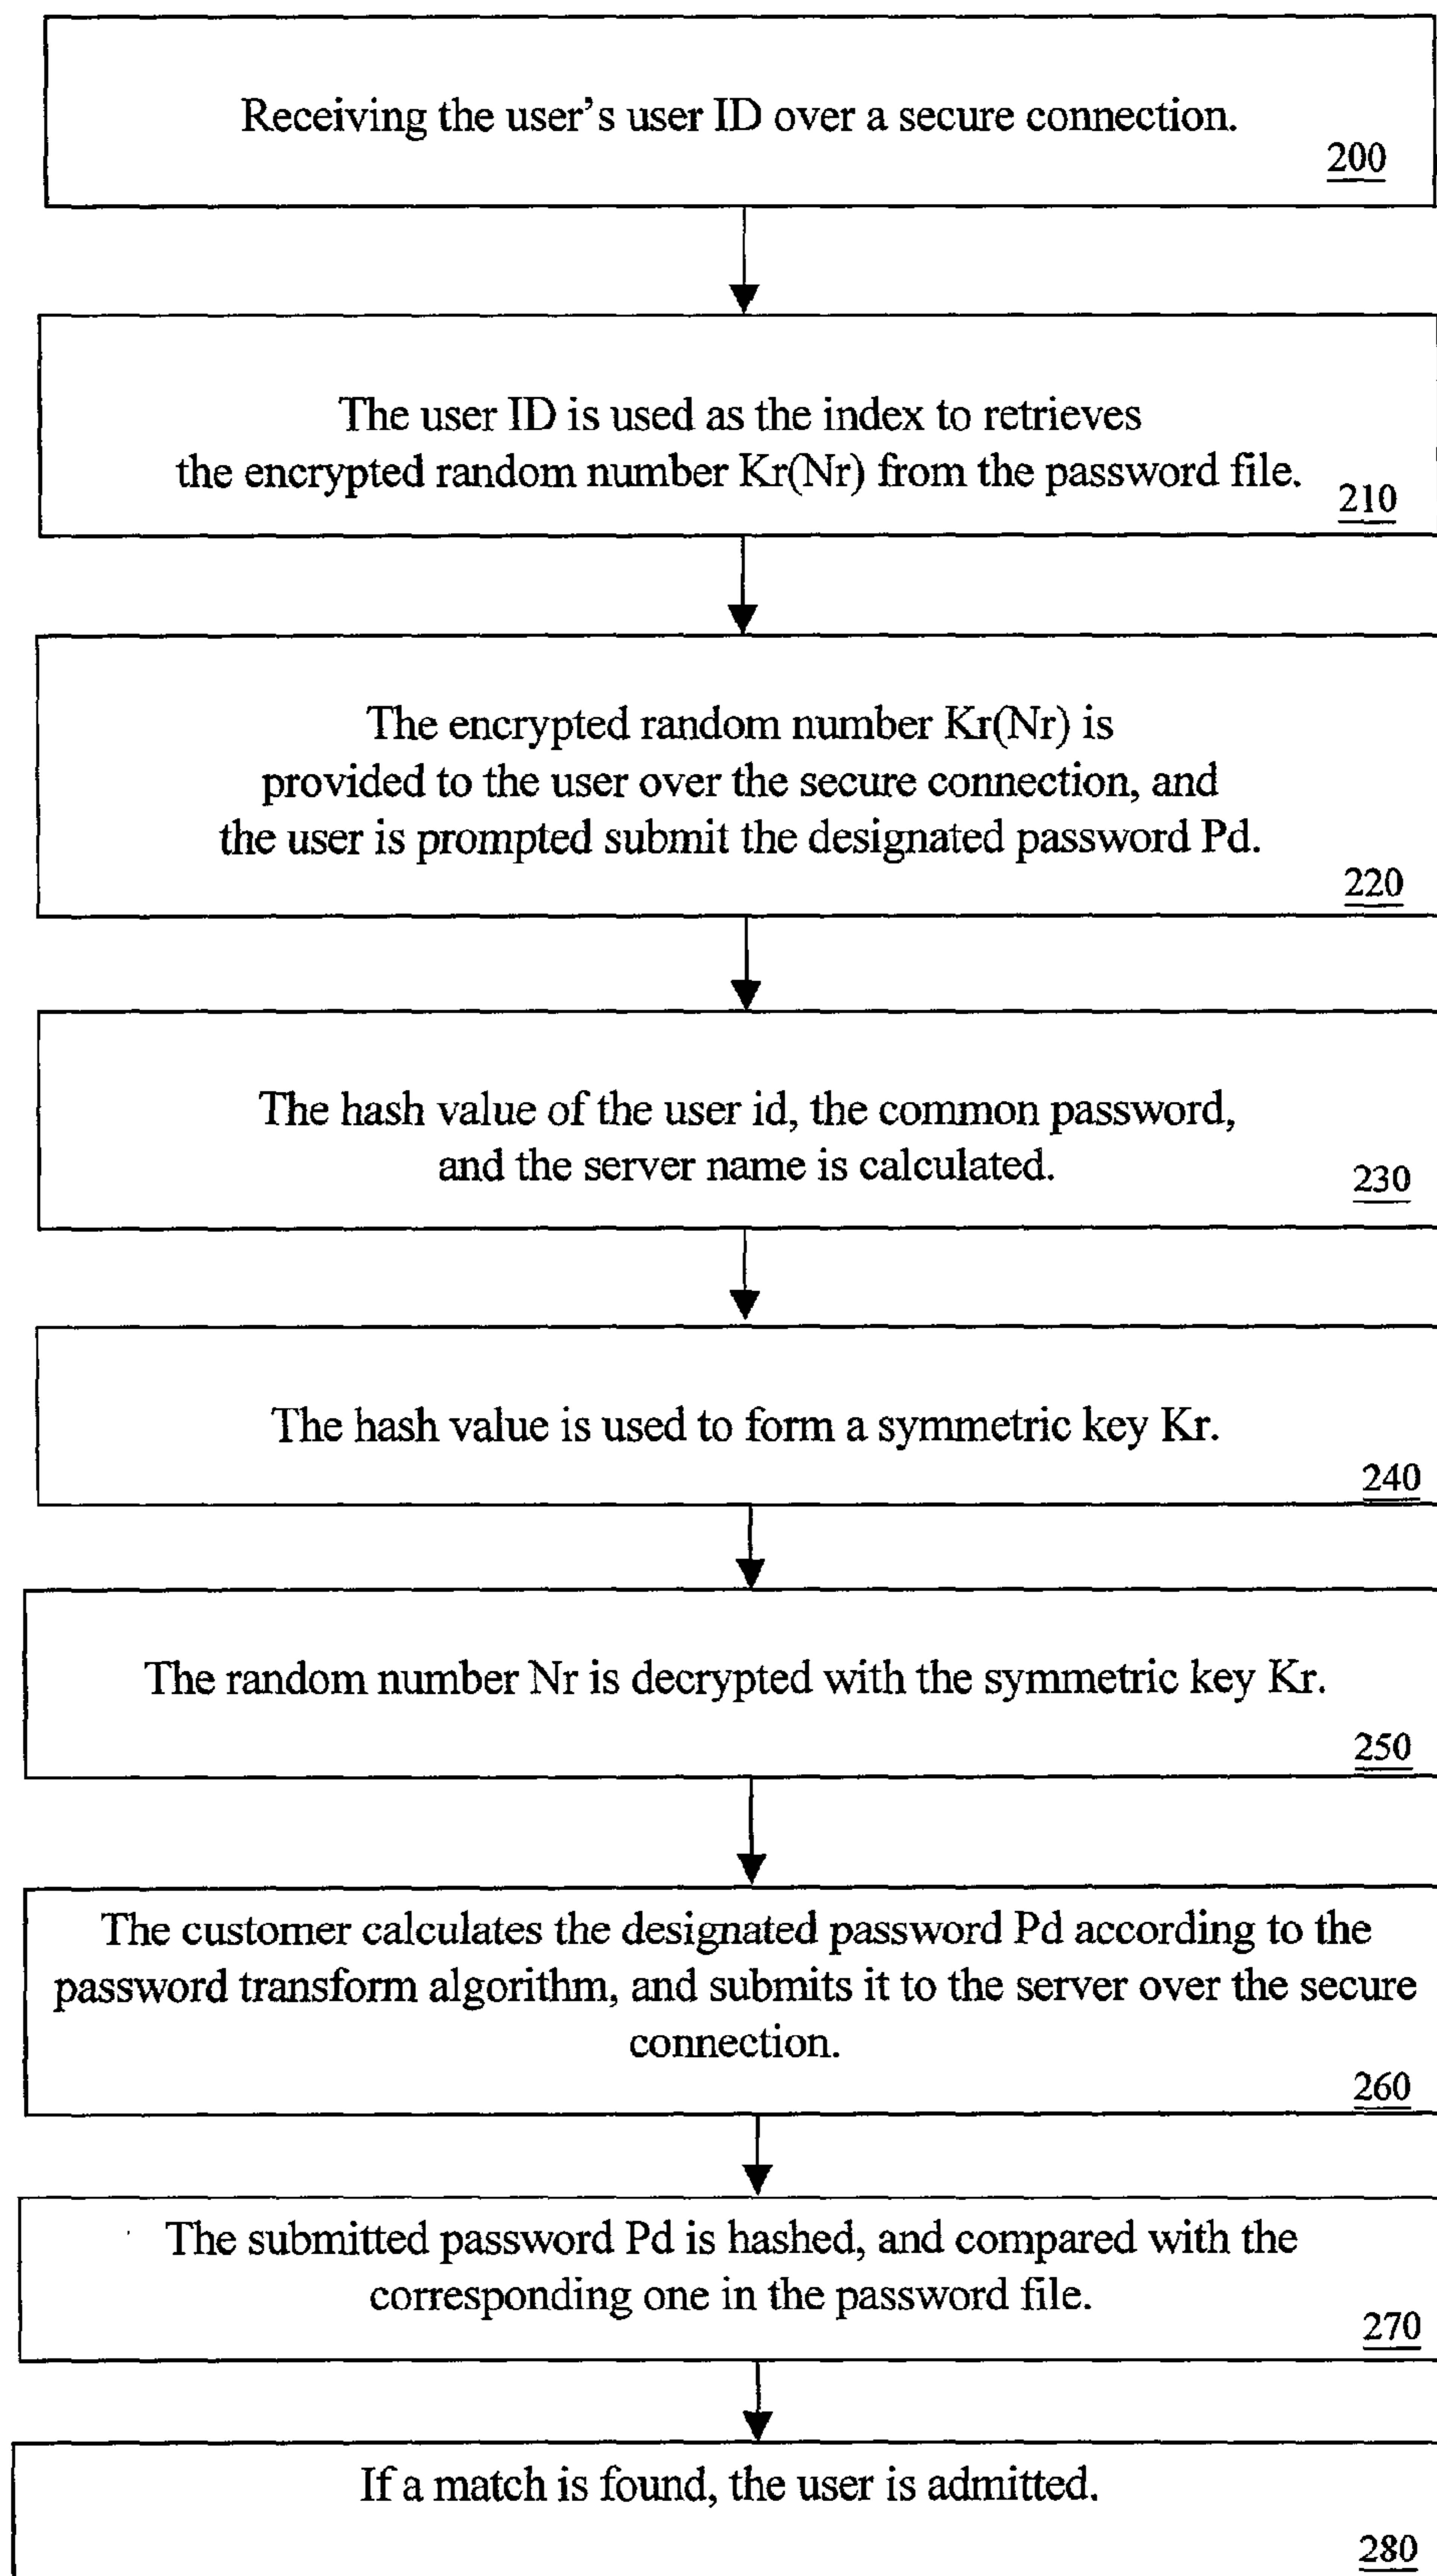 Receiving the user's user ID over a secure connection.
200
The user ID is used as the index to retrieves
the encrypted random number Kr(Nr) from the password file.
210
The encrypted random number Kr(Nr) is
provided to the user over the secure connection, and
the user is prompted submit the designated password Pd.
220
The hash value of the user id, the common password,
and the server name is calculated.
230
The hash value is used to form a symmetric key Kr.
240
The random number Nr is decrypted with the symmetric key Kr.
250
The customer calculates the designated password Pd according to the
password transform algorithm, and submits it to the server over the secure
connection.
260
The submitted password Pd is hashed, and compared with the
corresponding one in the password file.
270
If a match is found, the user is admitted.
280